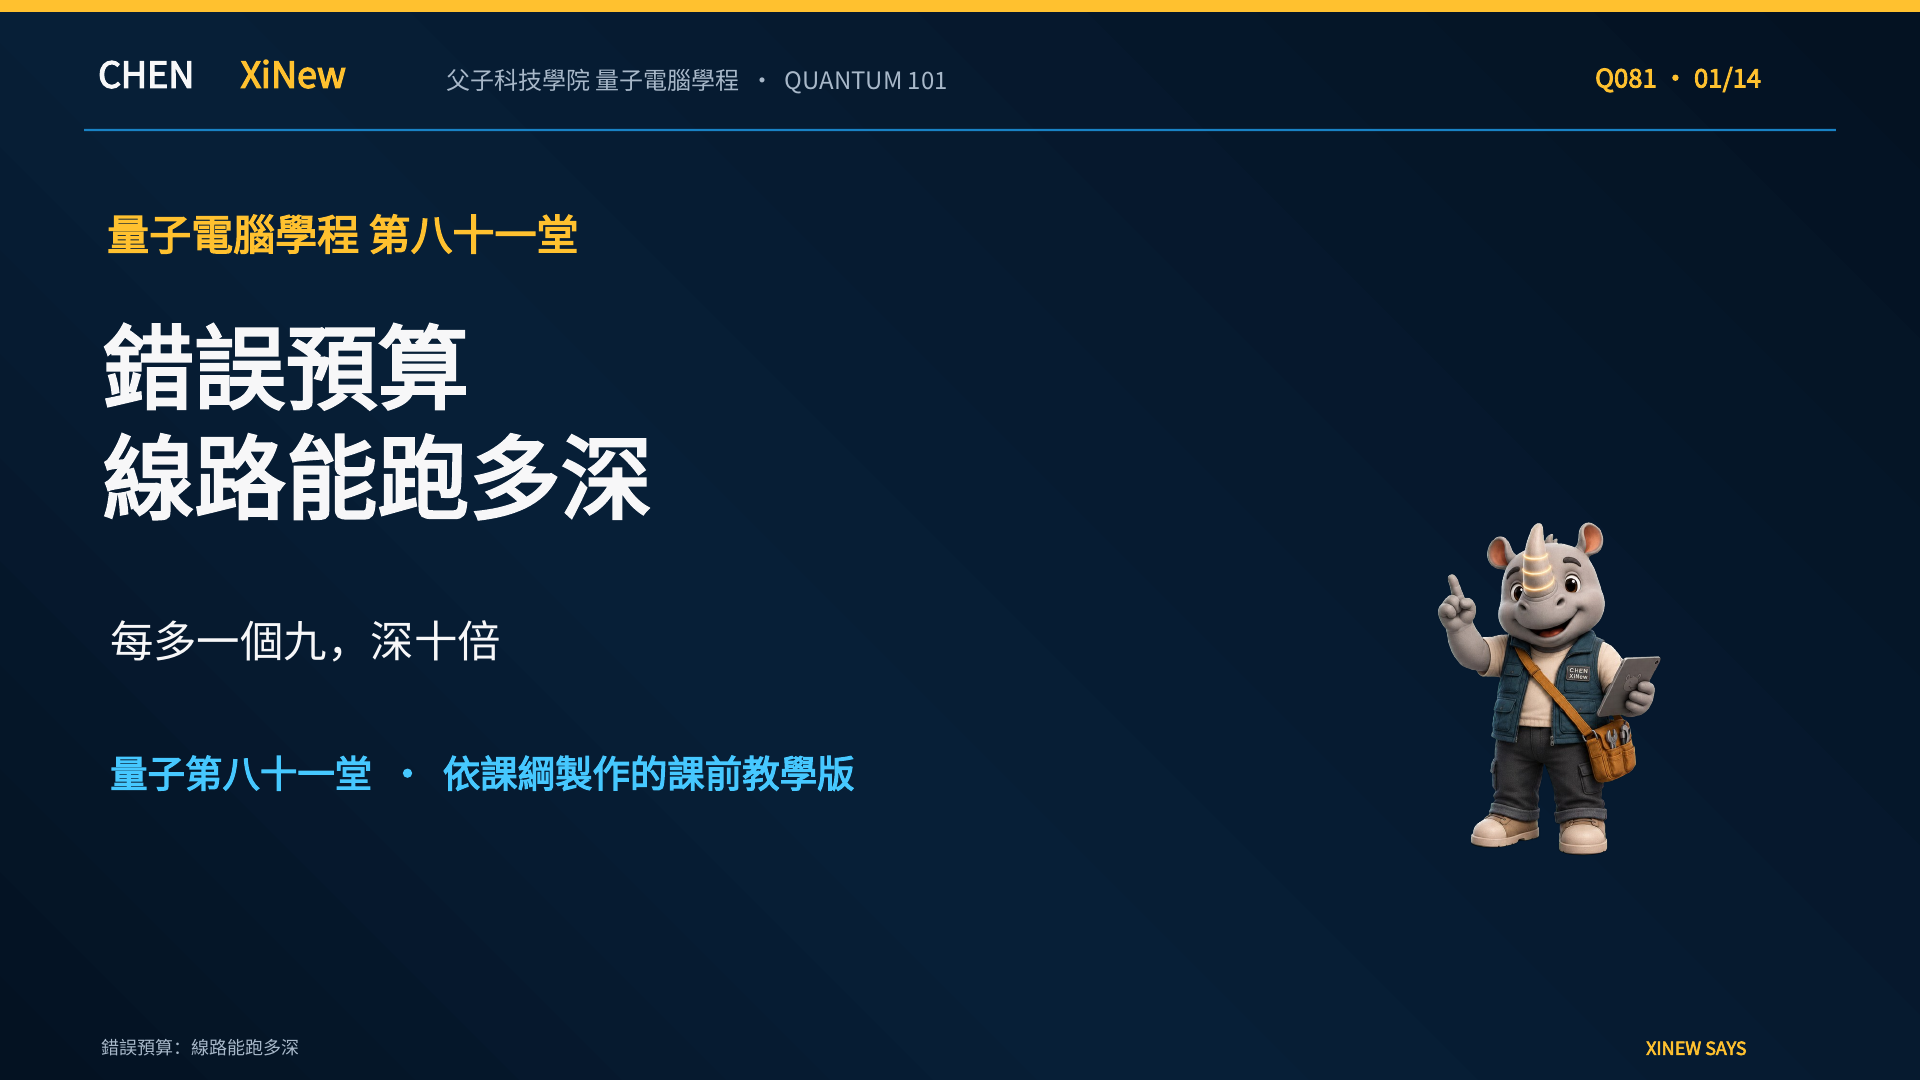 CHEN XiNew 父子科技學院 量子電腦學程 • QUANTUM 101 Q081 • 01/14
量子電腦學程 第八十一堂
錯誤預算
線路能跑多深
每多一個九，深十倍
量子第八十一堂 • 依課綱製作的課前教學版
CHEN
XiNew
錯誤預算：線路能跑多深
XINEW SAYS